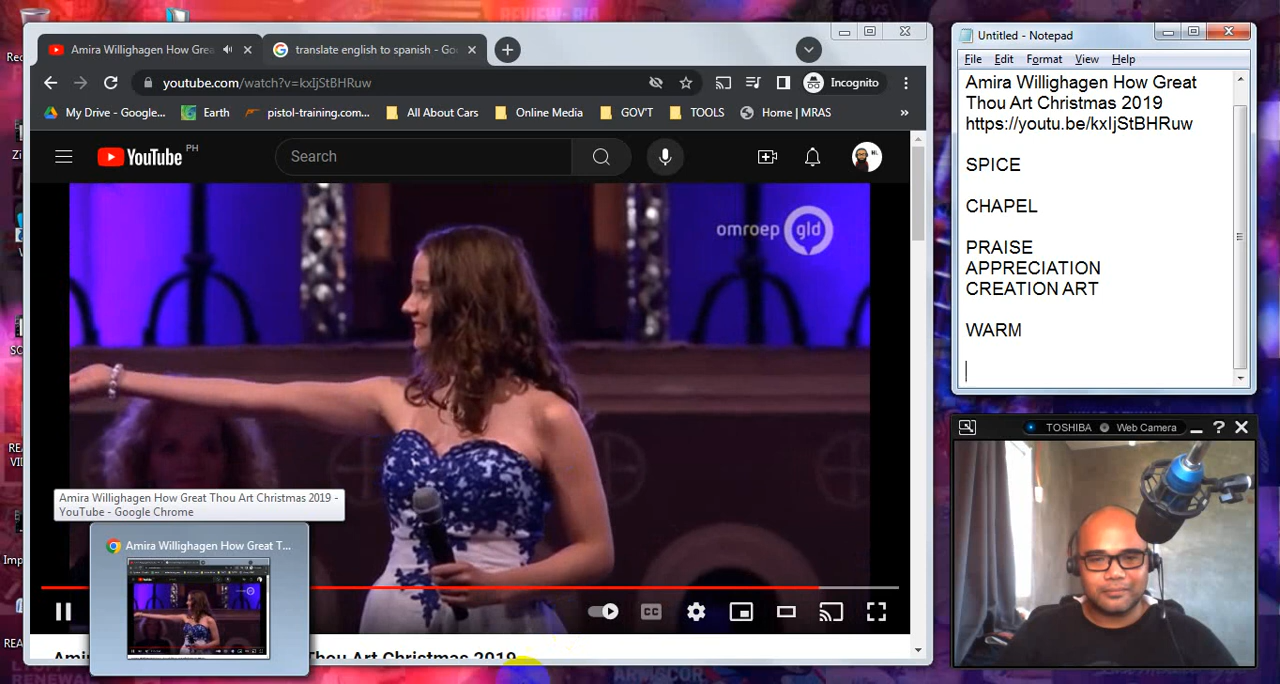 Amira Willighagen How Grea
translate english to spanish - Go
youtube.com/watch?v=kxIjStBHRuw
Incognito
My Drive - Google...
Earth
pistol-training.com...
All About Cars
Online Media
GOV'T
TOOLS
Home | MRAS
»
YouTube PH
Search
omroep gld
CC
Amira Willighagen How Great Thou Art Christmas 2019 -
YouTube - Google Chrome
Amira Willighagen How Great T...
Thou Art Christmas 2019
Untitled - Notepad
File Edit Format View Help
Amira Willighagen How Great
Thou Art Christmas 2019
https://youtu.be/kxIjStBHRuw
SPICE
CHAPEL
PRAISE
APPRECIATION
CREATION ART
WARM
TOSHIBA Web Camera
ARMSCOR